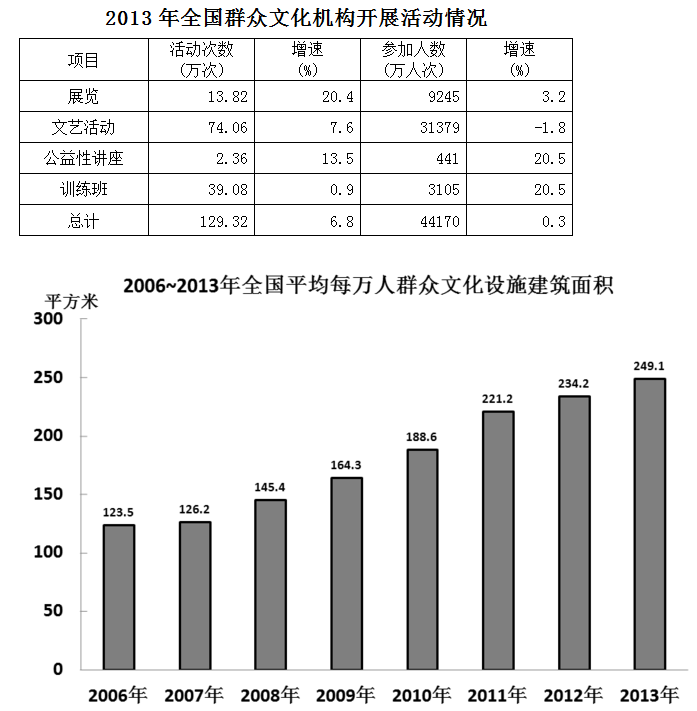 2013 年全国群众文化机构开展活动情况
项目 活动次数(万次) 增速(%) 参加人数(万人次) 增速(%)
展览 13.82 20.4 9245 3.2
文艺活动 74.06 7.6 31379 -1.8
公益性讲座 2.36 13.5 441 20.5
训练班 39.08 0.9 3105 20.5
总计 129.32 6.8 44170 0.3
2006~2013年全国平均每万人群众文化设施建筑面积
平方米
300
250
200
150
100
50
0
123.5 126.2 145.4 164.3 188.6 221.2 234.2 249.1
2006年 2007年 2008年 2009年 2010年 2011年 2012年 2013年